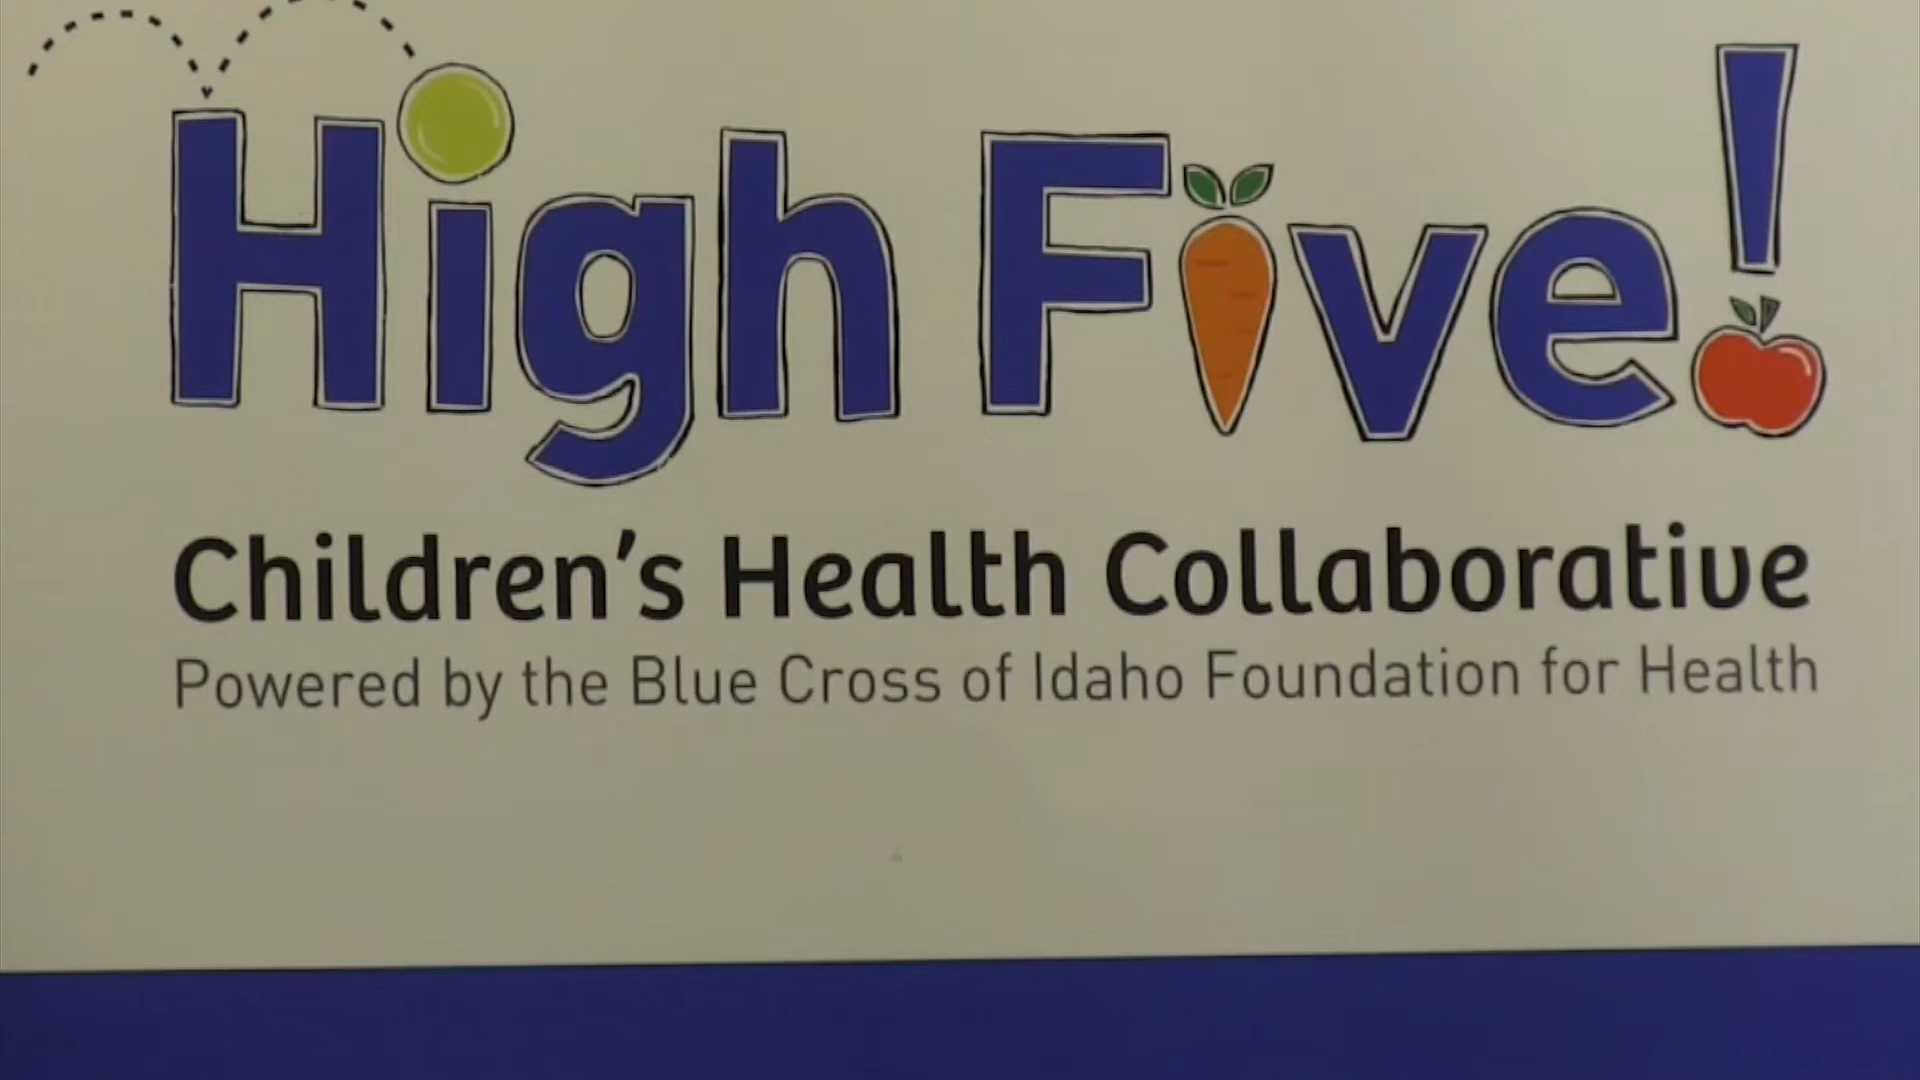 High Five!
Children's Health Collaborative
Powered by the Blue Cross of Idaho Foundation for Health